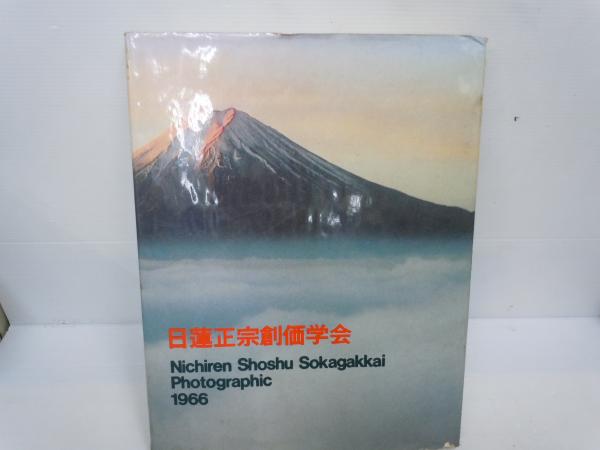 日蓮正宗創価学会
Nichiren Shoshu Sokagakkai
Photographic
1966